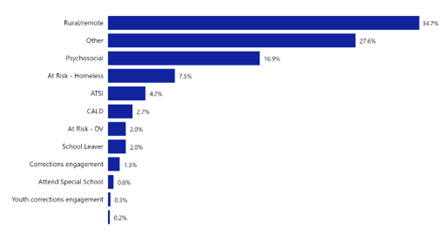 Rural/remote 34.7%
Other 27.6%
Psychosocial 16.9%
At Risk - Homeless 7.5%
ATSI 4.2%
CALD 2.7%
At Risk - DV 2.0%
School Leaver 2.0%
Corrections engagement 1.3%
Attend Special School 0.6%
Youth corrections engagement 0.3%
0.2%